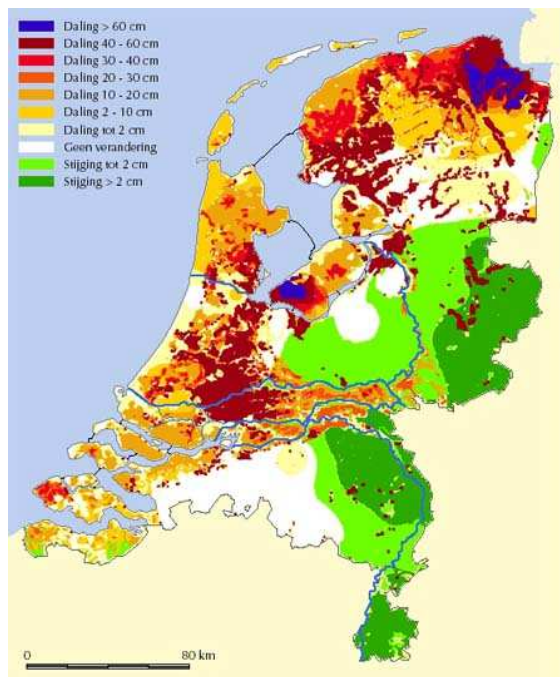 Daling > 60 cm
Daling 40 - 60 cm
Daling 30 - 40 cm
Daling 20 - 30 cm
Daling 10 - 20 cm
Daling 2 - 10 cm
Daling tot 2 cm
Geen verandering
Stijging tot 2 cm
Stijging > 2 cm
0 80 km